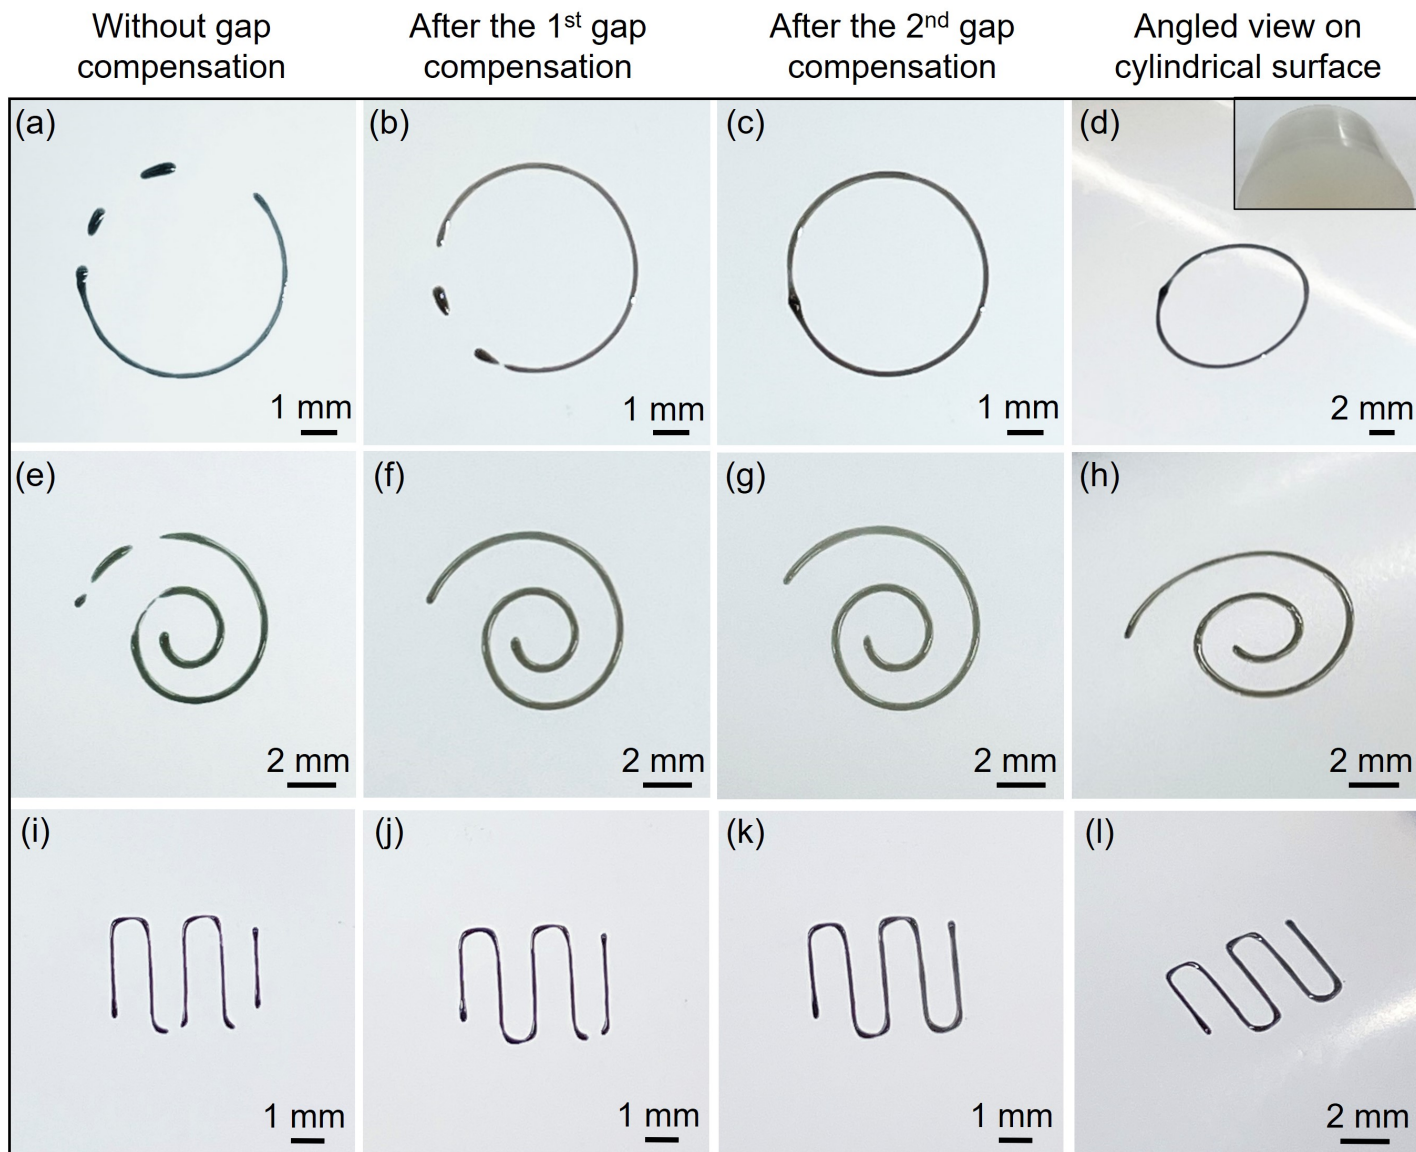 Without gap
compensation
After the 1st gap
compensation
After the 2nd gap
compensation
Angled view on
cylindrical surface
(a)
1 mm
(b)
1 mm
(c)
1 mm
(d)
2 mm
(e)
2 mm
(f)
2 mm
(g)
2 mm
(h)
2 mm
(i)
1 mm
(j)
1 mm
(k)
1 mm
(l)
2 mm